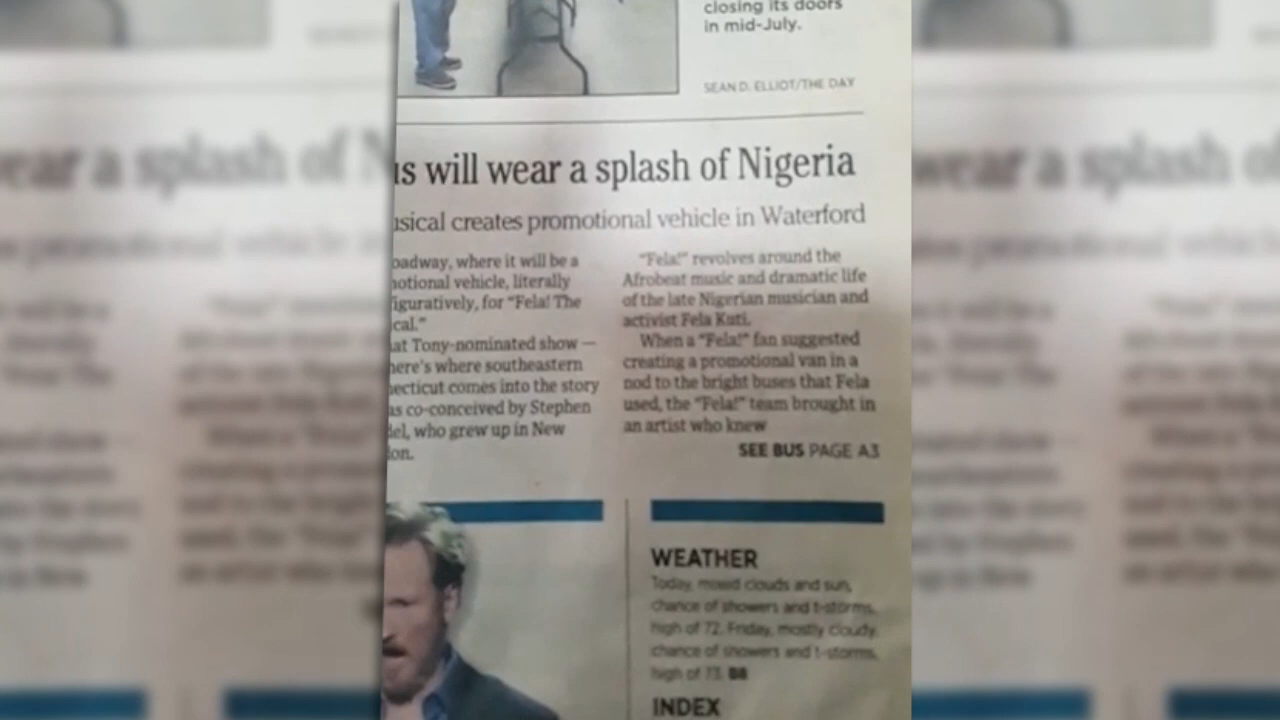 closing its doors
in mid-July.
SEAN D. ELLIOT/THE DAY
us will wear a splash of Nigeria
usical creates promotional vehicle in Waterford
oadway, where it will be a
notional vehicle, literally
figuratively, for “Fela! The
cal.”
at Tony-nominated show —
here's where southeastern
necticut comes into the story
as co-conceived by Stephen
del, who grew up in New
lon.
“Fela!” revolves around the
Afrobeat music and dramatic life
of the late Nigerian musician and
activist Fela Kuti.
When a “Fela!” fan suggested
creating a promotional van in a
nod to the bright buses that Fela
used, the “Fela!” team brought in
an artist who knew
SEE BUS PAGE A3
WEATHER
Today, mixed clouds and sun,
chance of showers and t-storms,
high of 72. Friday, mostly cloudy,
chance of showers and t-storms,
high of 73. B8
INDEX